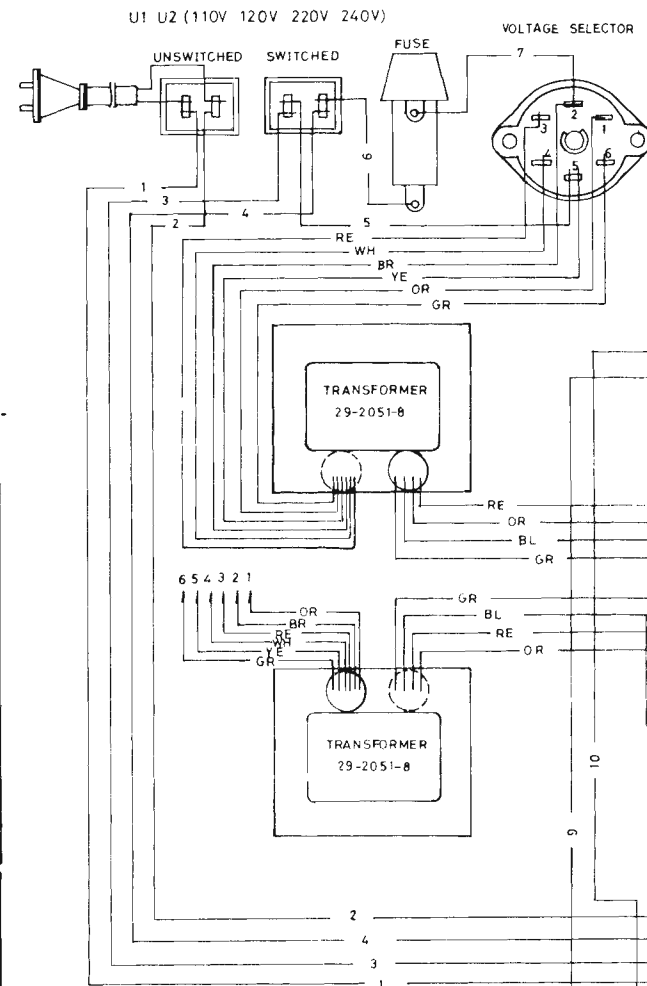 U1 U2 (110V 120V 220V 240V)
VOLTAGE SELECTOR
UNSWITCHED
SWITCHED
FUSE
7
2
3
1
4
6
5
6
1
3
4
2
5
RE
WH
BR
YE
OR
GR
TRANSFORMER
29-2051-8
RE
OR
BL
GR
6 5 4 3 2 1
OR
BR
RE
WH
YE
GR
GR
BL
RE
OR
TRANSFORMER
29-2051-8
10
9
2
4
3
1